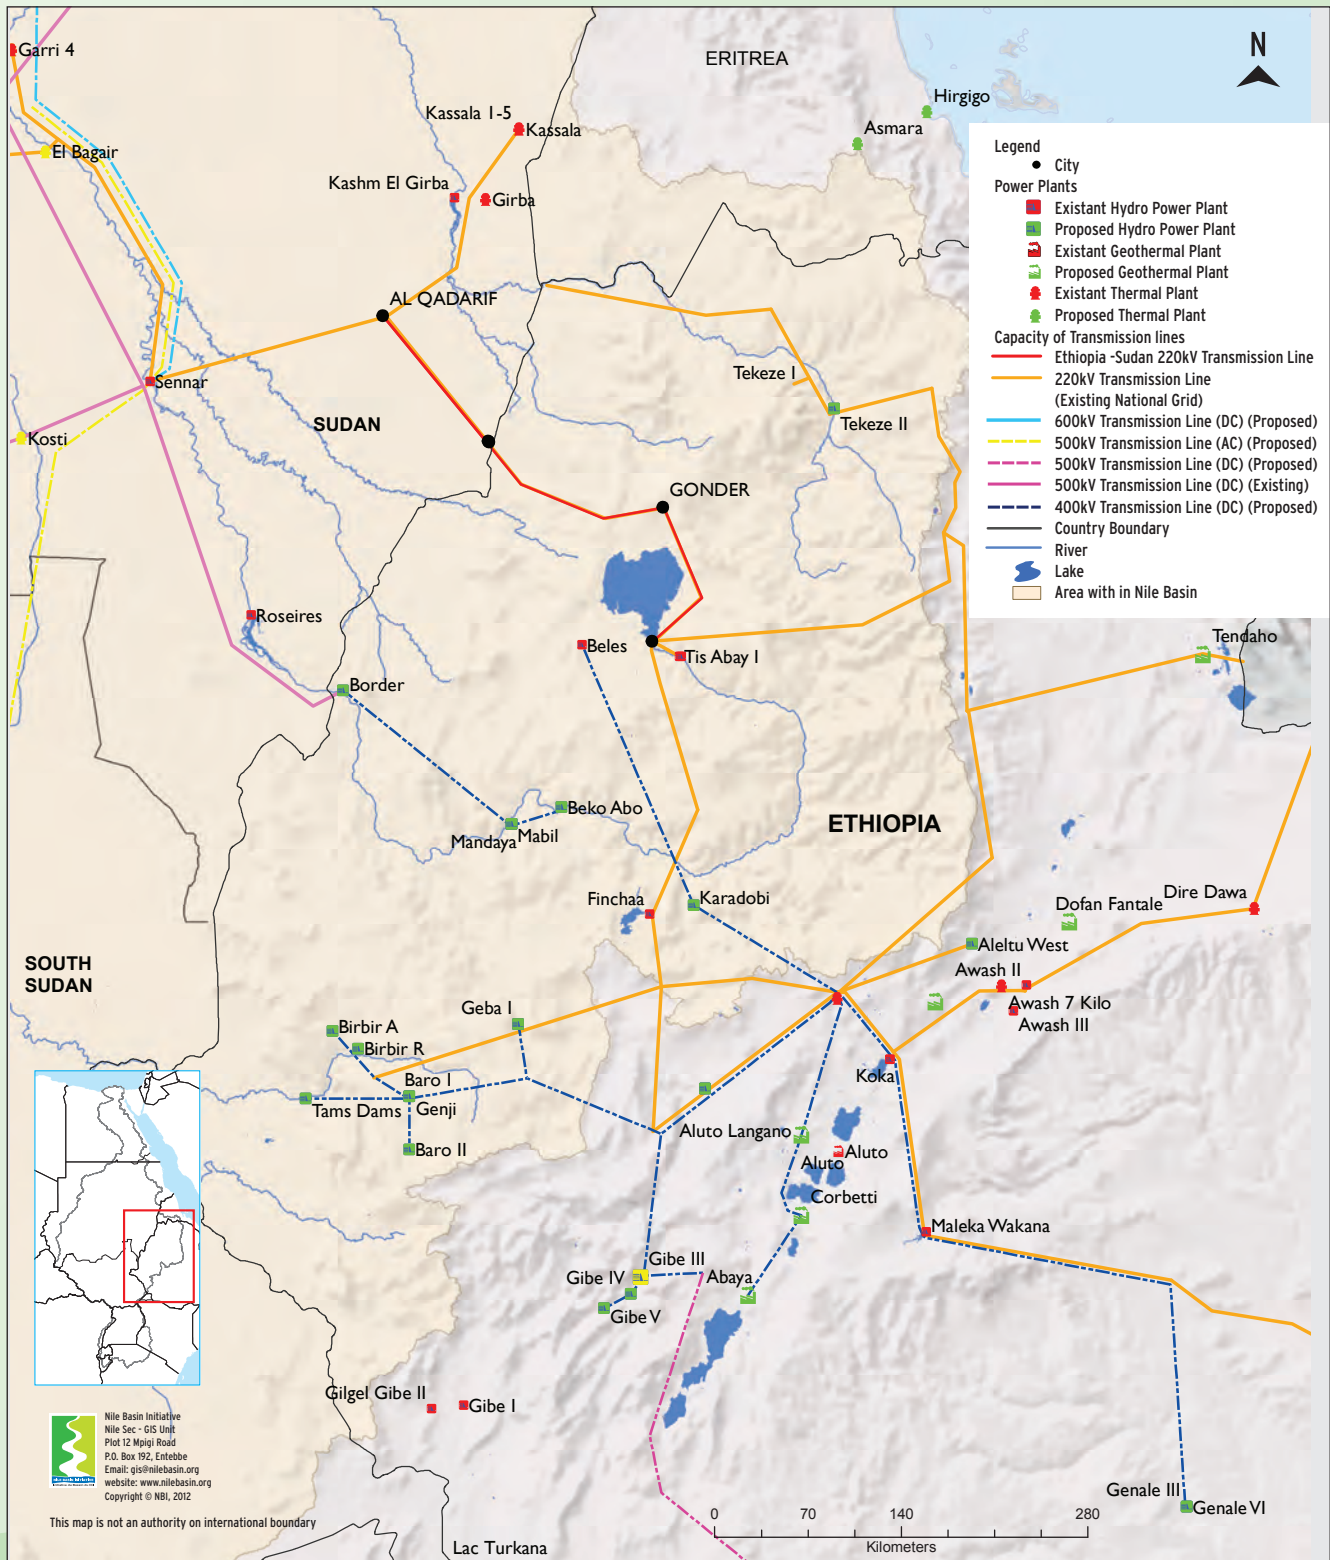 Garri 4
ERITREA
N
Hirgigo
Kassala 1-5
Kassala
Asmara
El Bagair
Kashm El Girba
Girba
Legend
City
Power Plants
Existant Hydro Power Plant
Proposed Hydro Power Plant
Existant Geothermal Plant
Proposed Geothermal Plant
Existant Thermal Plant
Proposed Thermal Plant
Capacity of Transmission lines
Ethiopia -Sudan 220kV Transmission Line
220kV Transmission Line
(Existing National Grid)
600kV Transmission Line (DC) (Proposed)
500kV Transmission Line (AC) (Proposed)
500kV Transmission Line (DC) (Proposed)
500kV Transmission Line (DC) (Existing)
400kV Transmission Line (DC) (Proposed)
Country Boundary
River
Lake
Area with in Nile Basin
AL QADARIF
Tekeze I
Sennar
SUDAN
Tekeze II
Kosti
GONDER
Roseires
Beles
Tis Abay I
Tendaho
Border
Beko Abo
Mabil
Mandaya
ETHIOPIA
Finchaa
Karadobi
Dire Dawa
Dofan Fantale
Aleltu West
SOUTH
SUDAN
Awash II
Awash 7 Kilo
Awash III
Geba I
Birbir A
Birbir R
Koka
Baro I
Tams Dams
Genji
Aluto Langano
Baro II
Aluto
Aluto
Corbetti
Maleka Wakana
Gibe III
Gibe IV
Abaya
Gibe V
Gilgel Gibe II
Gibe I
Nile Basin Initiative
Nile Sec - GIS Unit
Plot 12 Mpigi Road
P.O. Box 192, Entebbe
Email: gis@nilebasin.org
website: www.nilebasin.org
Copyright © NBI, 2012
This map is not an authority on international boundary
Genale III
Genale VI
0 70 140 280
Kilometers
Lac Turkana